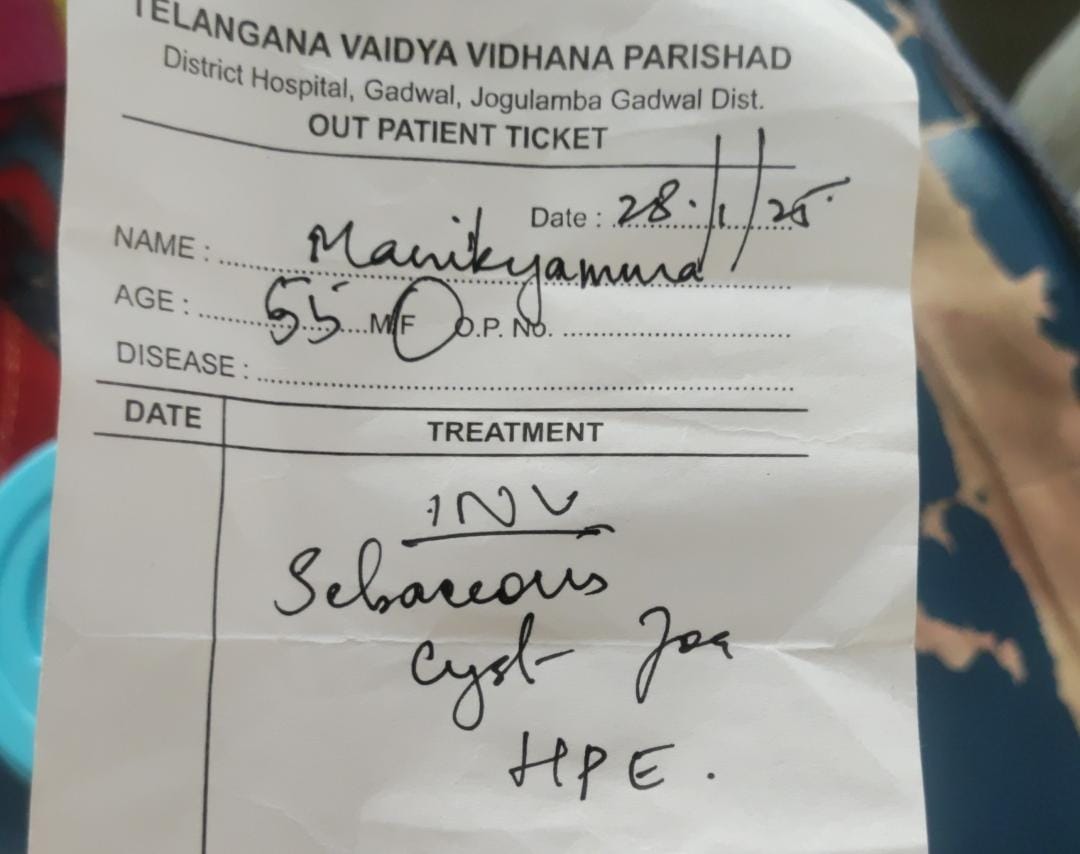 TELANGANA VAIDYA VIDHANA PARISHAD
District Hospital, Gadwal, Jogulamba Gadwal Dist.
OUT PATIENT TICKET
Date : 28.1.25
NAME : Manikyamma
AGE : 55 M/F O.P. No.
DISEASE :
DATE TREATMENT
INV
Sebaceous
Cyst for
HPE.